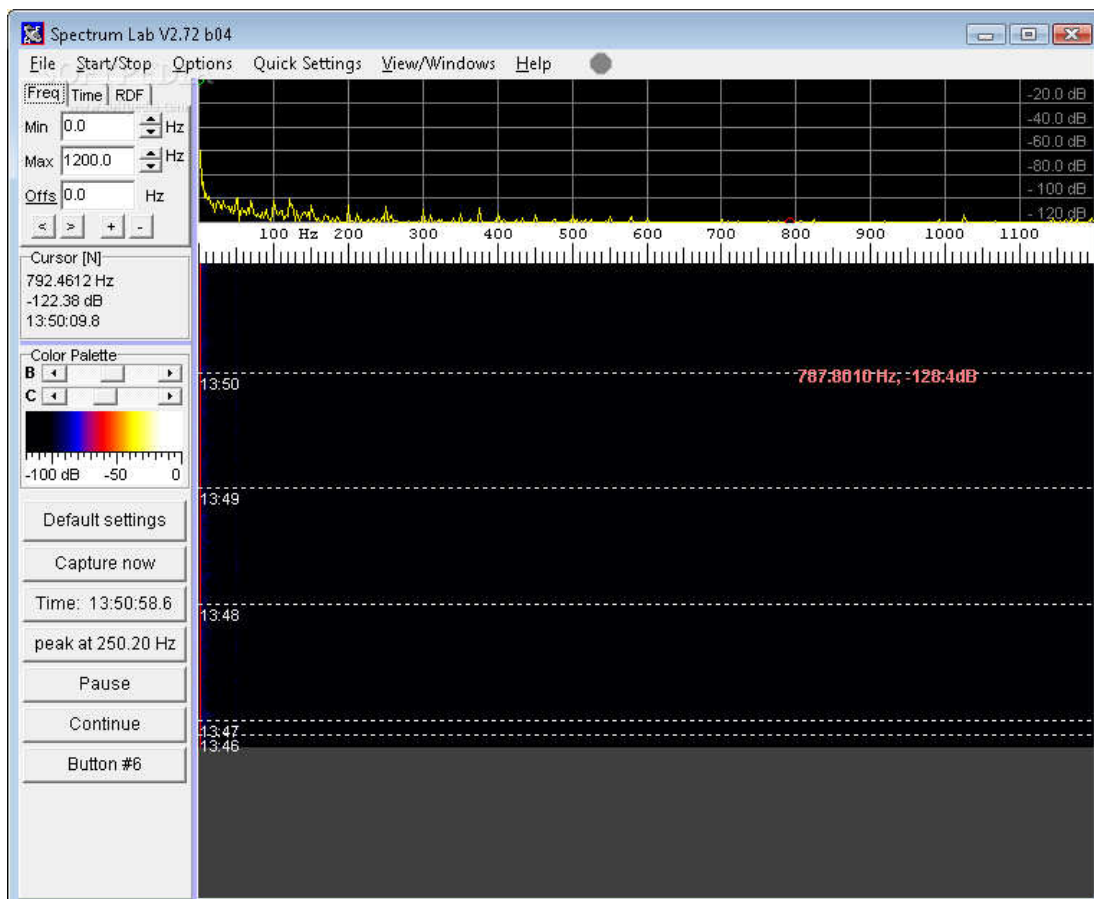 Spectrum Lab V2.72 b04
File Start/Stop Options Quick Settings View/Windows Help
Freq Time RDF
Min 0.0 Hz
Max 1200.0 Hz
Offs 0.0 Hz
< > + -
-20.0 dB
-40.0 dB
-60.0 dB
-80.0 dB
-100 dB
-120 dB
100 Hz 200 300 400 500 600 700 800 900 1000 1100
Cursor [N]
792.4612 Hz
-122.38 dB
13:50:09.8
Color Palette
B
C
-100 dB -50 0
Default settings
Capture now
Time: 13:50:58.6
peak at 250.20 Hz
Pause
Continue
Button #6
13:50
787.8010 Hz, -128.4dB
13:49
13:48
13:47
13:46